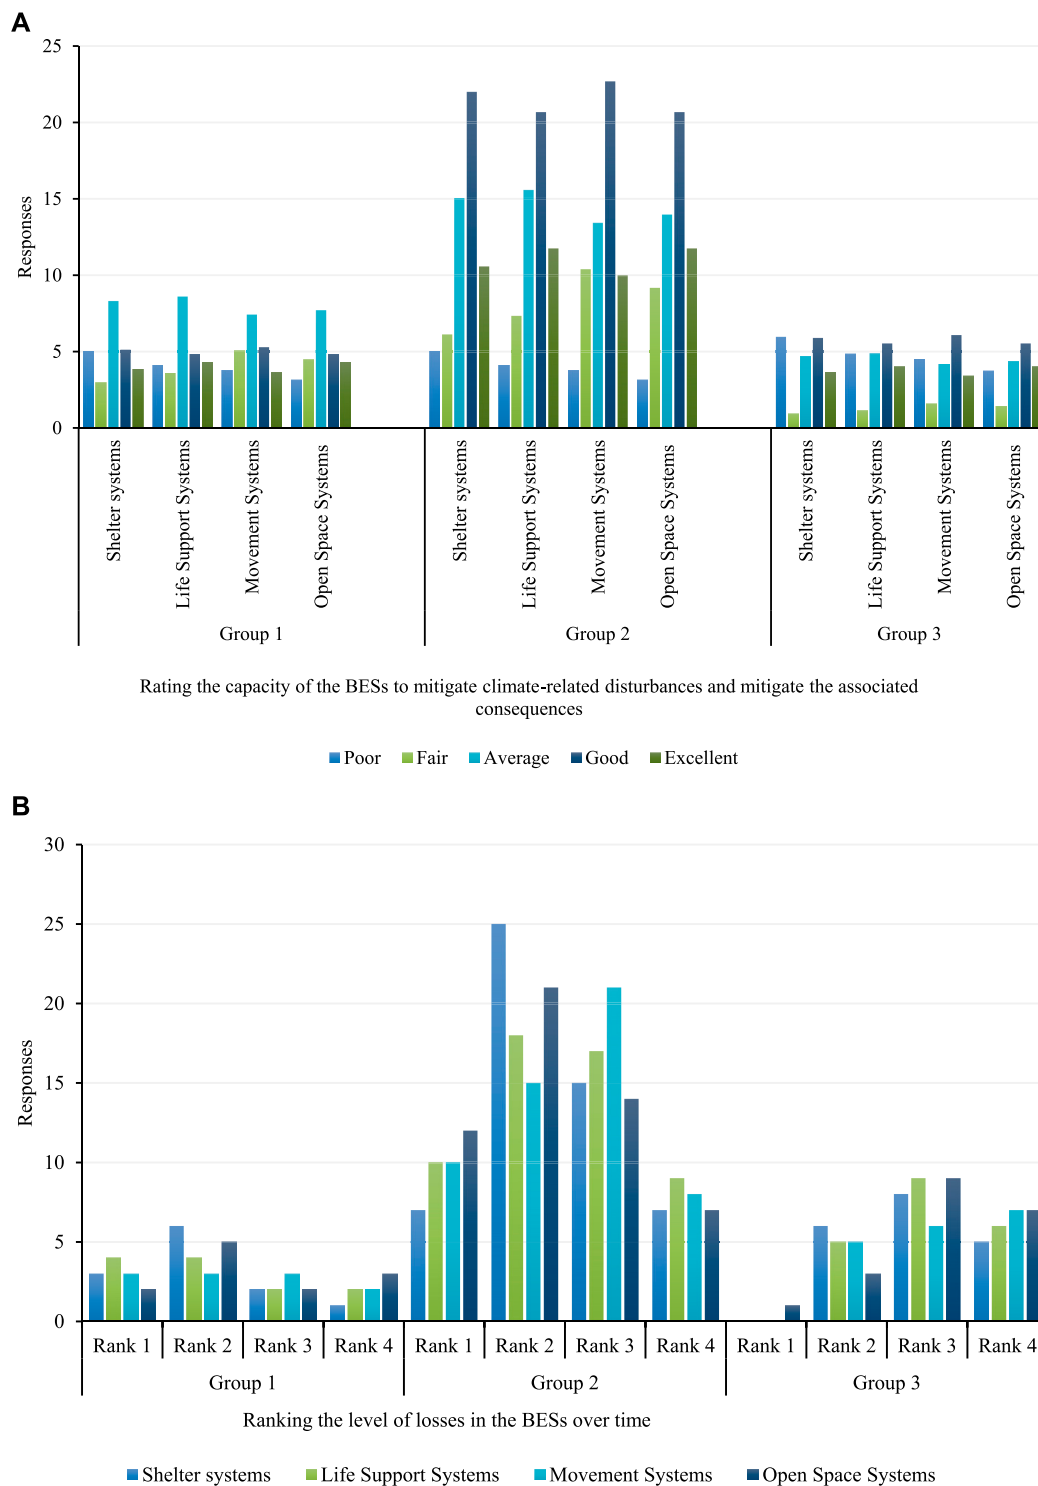 A
25
20
15
10
5
0
Responses
Shelter systems
Life Support Systems
Movement Systems
Open Space Systems
Shelter systems
Life Support Systems
Movement Systems
Open Space Systems
Shelter systems
Life Support Systems
Movement Systems
Open Space Systems
Group 1 Group 2 Group 3
Rating the capacity of the BESs to mitigate climate-related disturbances and mitigate the associated
consequences
Poor Fair Average Good Excellent
B
30
25
20
15
10
5
0
Responses
Rank 1 Rank 2 Rank 3 Rank 4 Rank 1 Rank 2 Rank 3 Rank 4 Rank 1 Rank 2 Rank 3 Rank 4
Group 1 Group 2 Group 3
Ranking the level of losses in the BESs over time
Shelter systems Life Support Systems Movement Systems Open Space Systems